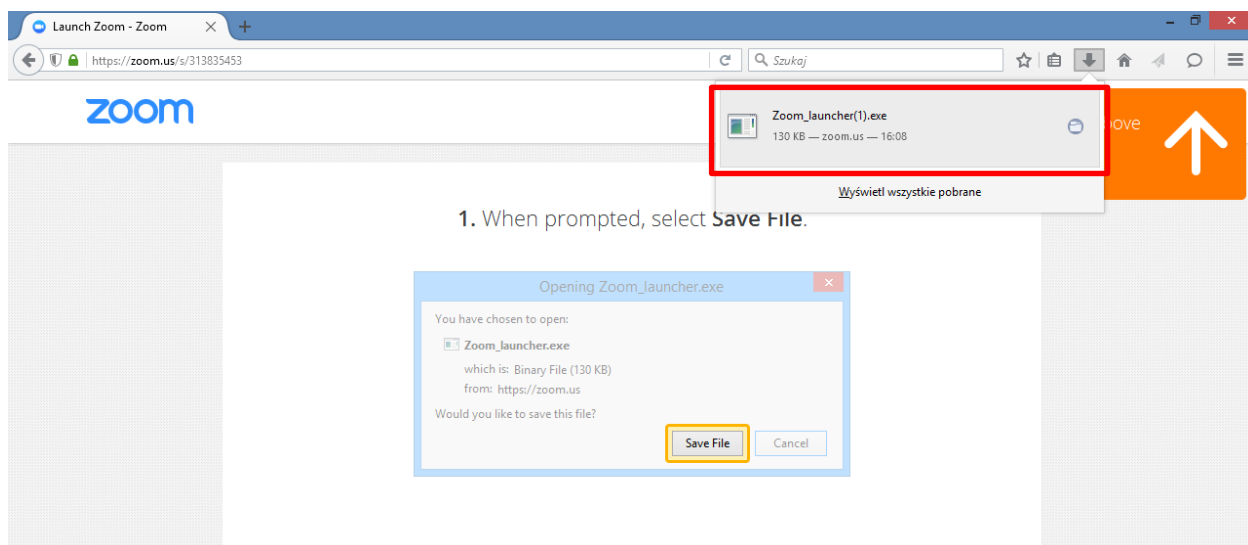 Launch Zoom - Zoom
https://zoom.us/s/313835453
Szukaj
zoom
Zoom_launcher(1).exe
130 KB — zoom.us — 16:08
Wyświetl wszystkie pobrane
1. When prompted, select Save File.
Opening Zoom_launcher.exe
You have chosen to open:
Zoom_launcher.exe
which is: Binary File (130 KB)
from: https://zoom.us
Would you like to save this file?
Save File Cancel